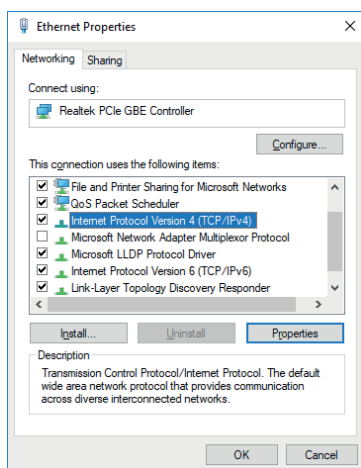 Ethernet Properties
Networking
Sharing
Connect using:
Realtek PCIe GBE Controller
Configure...
This connection uses the following items:
File and Printer Sharing for Microsoft Networks
QoS Packet Scheduler
Internet Protocol Version 4 (TCP/IPv4)
Microsoft Network Adapter Multiplexor Protocol
Microsoft LLDP Protocol Driver
Internet Protocol Version 6 (TCP/IPv6)
Link-Layer Topology Discovery Responder
Install...
Uninstall
Properties
Description
Transmission Control Protocol/Internet Protocol. The default
wide area network protocol that provides communication
across diverse interconnected networks.
OK
Cancel